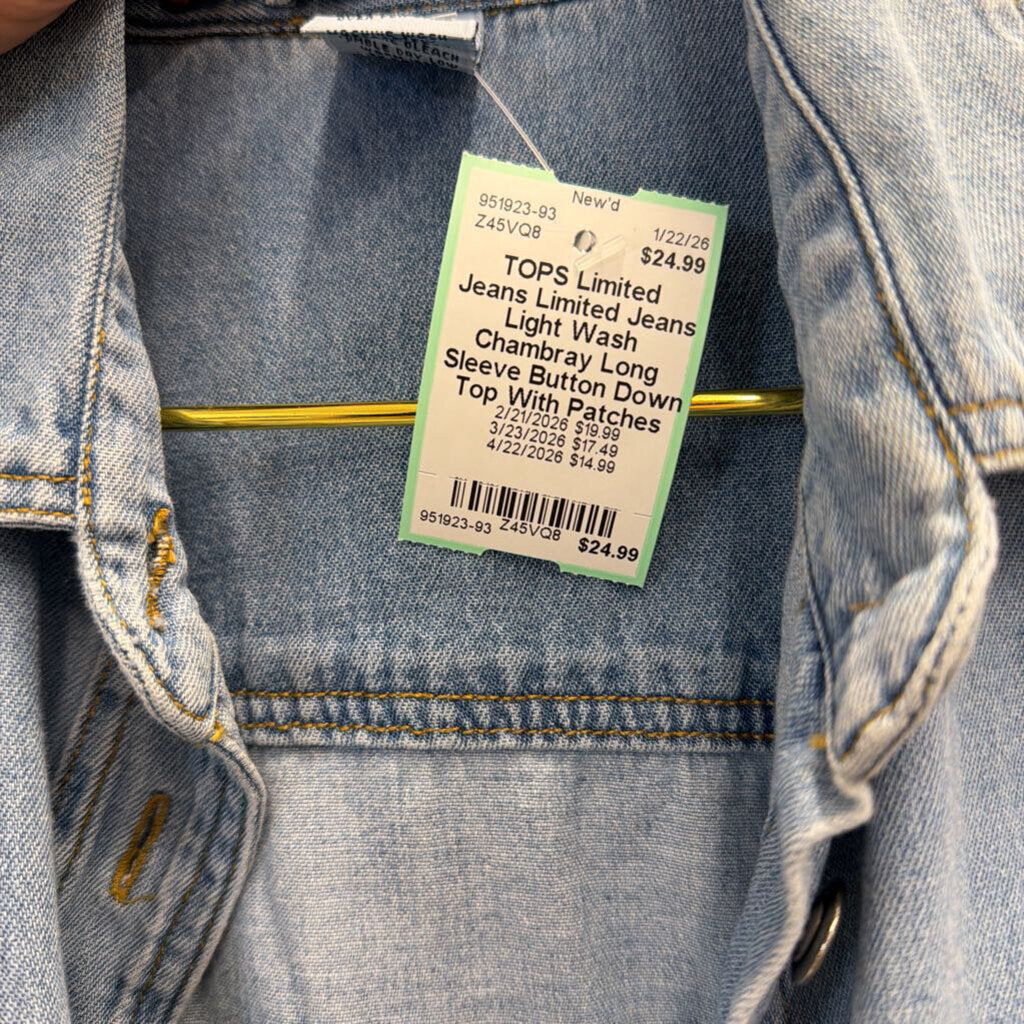 BLEACH
New'd
951923-93
Z45VQ8
1/22/26
$24.99
TOPS Limited
Jeans Limited Jeans
Light Wash
Chambray Long
Sleeve Button Down
Top With Patches
2/21/2026 $19.99
3/23/2026 $17.49
4/22/2026 $14.99
951923-93 Z45VQ8 $24.99